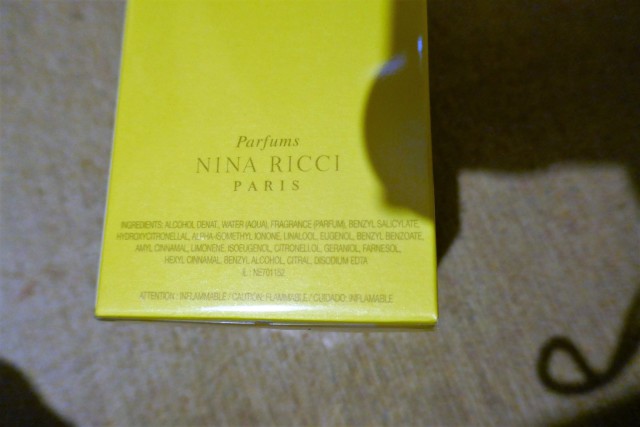 Parfums
NINA RICCI
PARIS
INGREDIENTS: ALCOHOL DENAT, WATER (AQUA), FRAGRANCE (PARFUM), BENZYL SALICYLATE,
HYDROXYCITRONELLAL, ALPHA-ISOMETHYL IONONE, LINALOOL, EUGENOL, BENZYL BENZOATE,
AMYL CINNAMAL, LIMONENE, ISOEUGENOL, CITRONELLOL, GERANIOL, FARNESOL,
HEXYL CINNAMAL, BENZYL ALCOHOL, CITRAL, DISODIUM EDTA
IL: NE701152
ATTENTION : INFLAMMABLE / CAUTION: FLAMMABLE / CUIDADO: INFLAMABLE